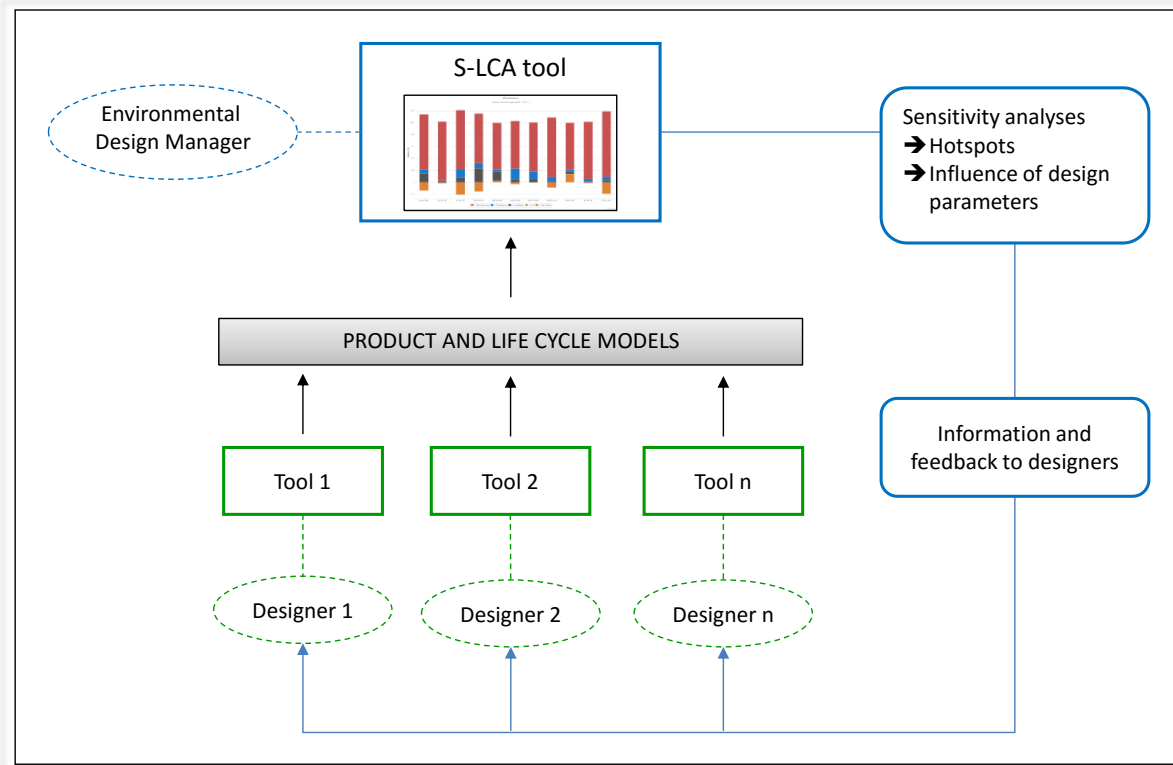 S-LCA tool
Environmental
Design Manager
Sensitivity analyses
➔ Hotspots
➔ Influence of design
parameters
PRODUCT AND LIFE CYCLE MODELS
Information and
feedback to designers
Tool 1
Tool 2
Tool n
Designer 1
Designer 2
Designer n